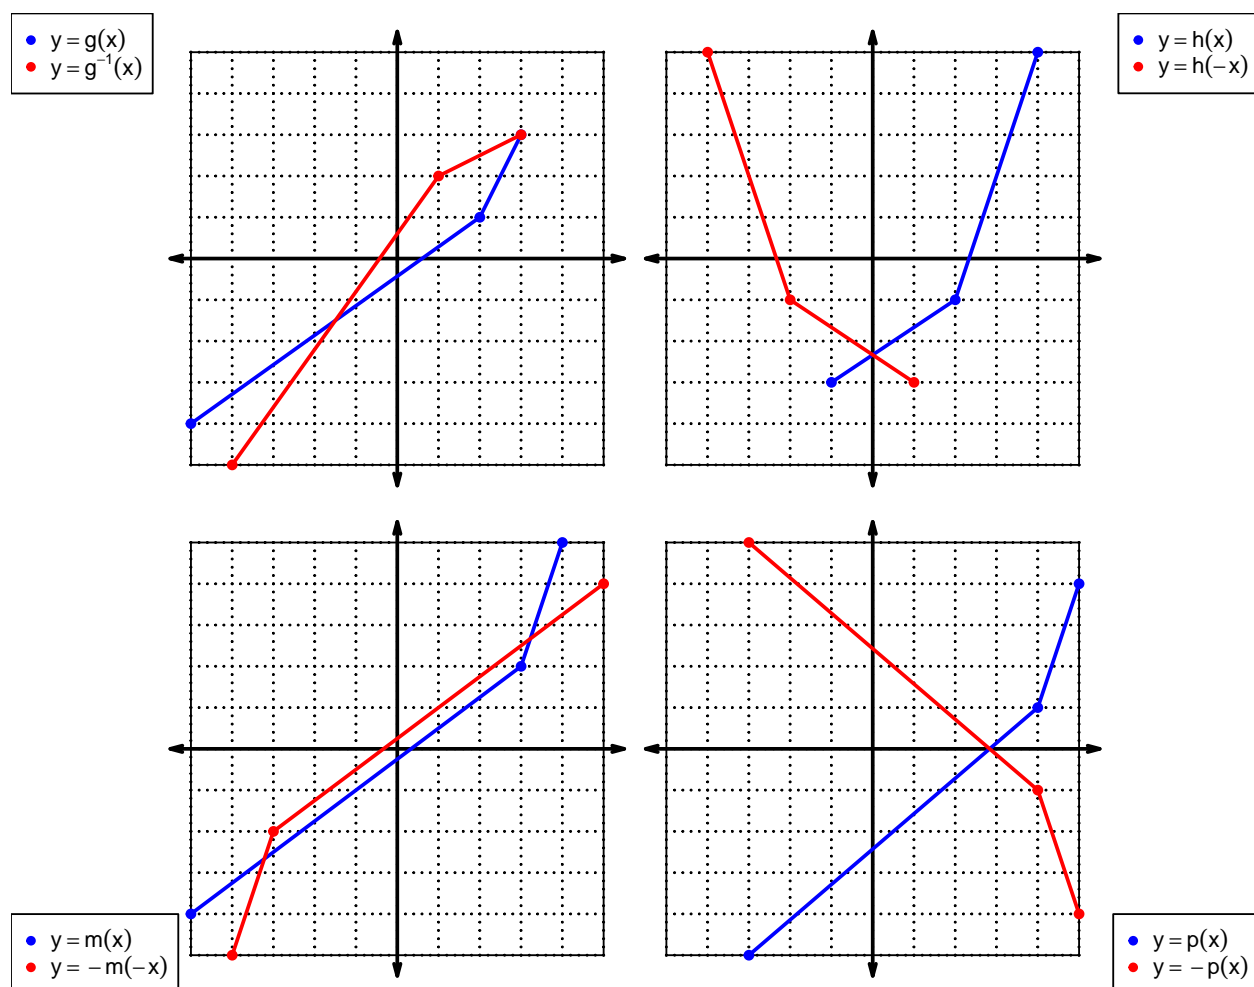 y = g(x)
y = g⁻¹(x)
y = h(x)
y = h(−x)
y = m(x)
y = −m(−x)
y = p(x)
y = −p(x)